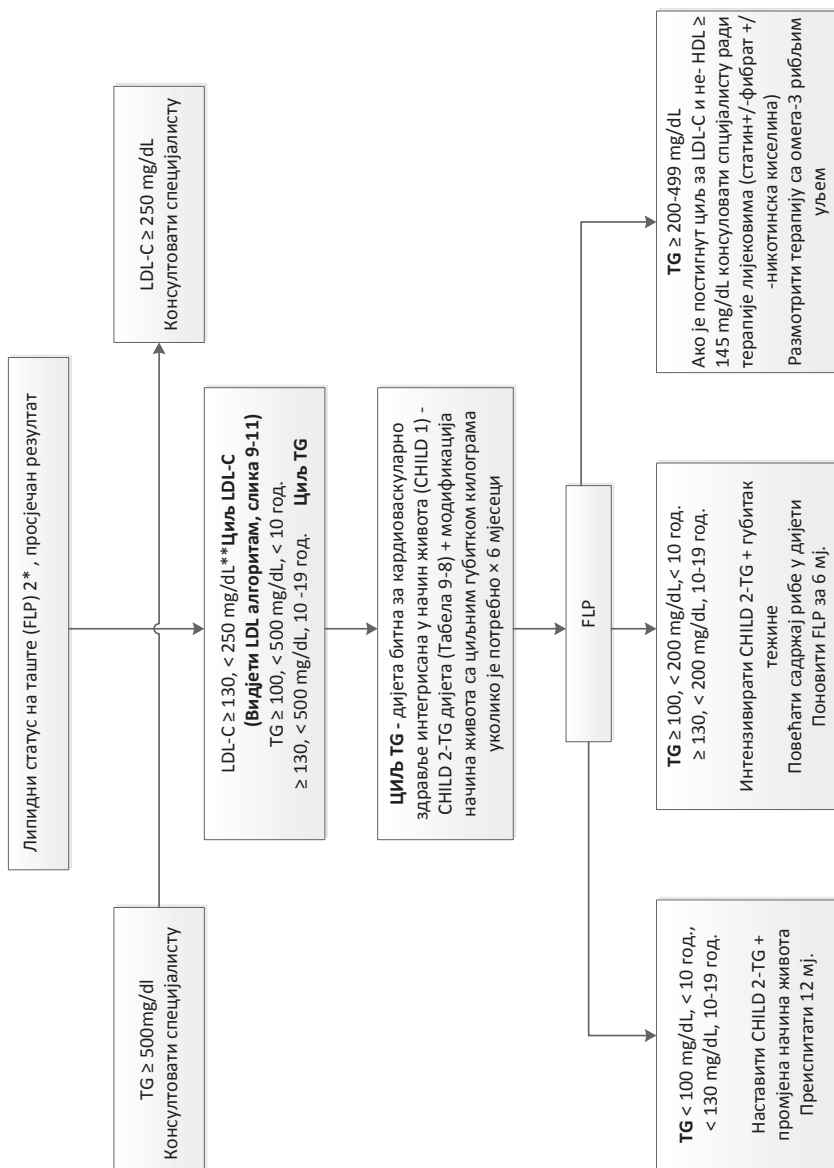 Липидни статус на таште (FLP) 2* , просјечан резултат
TG ≥ 500mg/dl
Консултовати специјалисту
LDL-C ≥ 250 mg/dL
Консултовати специјалисту
LDL-C ≥ 130, < 250 mg/dL**Циљ LDL-C
(Видјети LDL алгоритам, слика 9-11)
TG ≥ 100, < 500 mg/dL, < 10 год.
≥ 130, < 500 mg/dL, 10 -19 год. Циљ TG
ЦИЉ TG - дијета битна за кардиоваскуларно
здравље интегрисана у начин живота (CHILD 1) -
CHILD 2-TG дијета (Табела 9-8) + модификација
начина живота са циљним губитком килограма
уколико је потребно × 6 мјесеци
FLP
TG < 100 mg/dL, < 10 год.,
< 130 mg/dL, 10-19 год.
Наставити CHILD 2-TG +
промјена начина живота
Преиспитати 12 мј.
TG ≥ 100, < 200 mg/dL,< 10 год.
≥ 130, < 200 mg/dL, 10-19 год.
Интензивирати CHILD 2-TG + губитак
тежине
Повећати садржај рибе у дијети
Поновити FLP за 6 мј.
TG ≥ 200-499 mg/dL
Ако је постигнут циљ за LDL-C и не- HDL ≥
145 mg/dL консуловати спцијалисту ради
терапије лијековима (статин+/-фибрат +/
-никотинска киселина)
Размотрити терапију са омега-3 рибљим
уљем